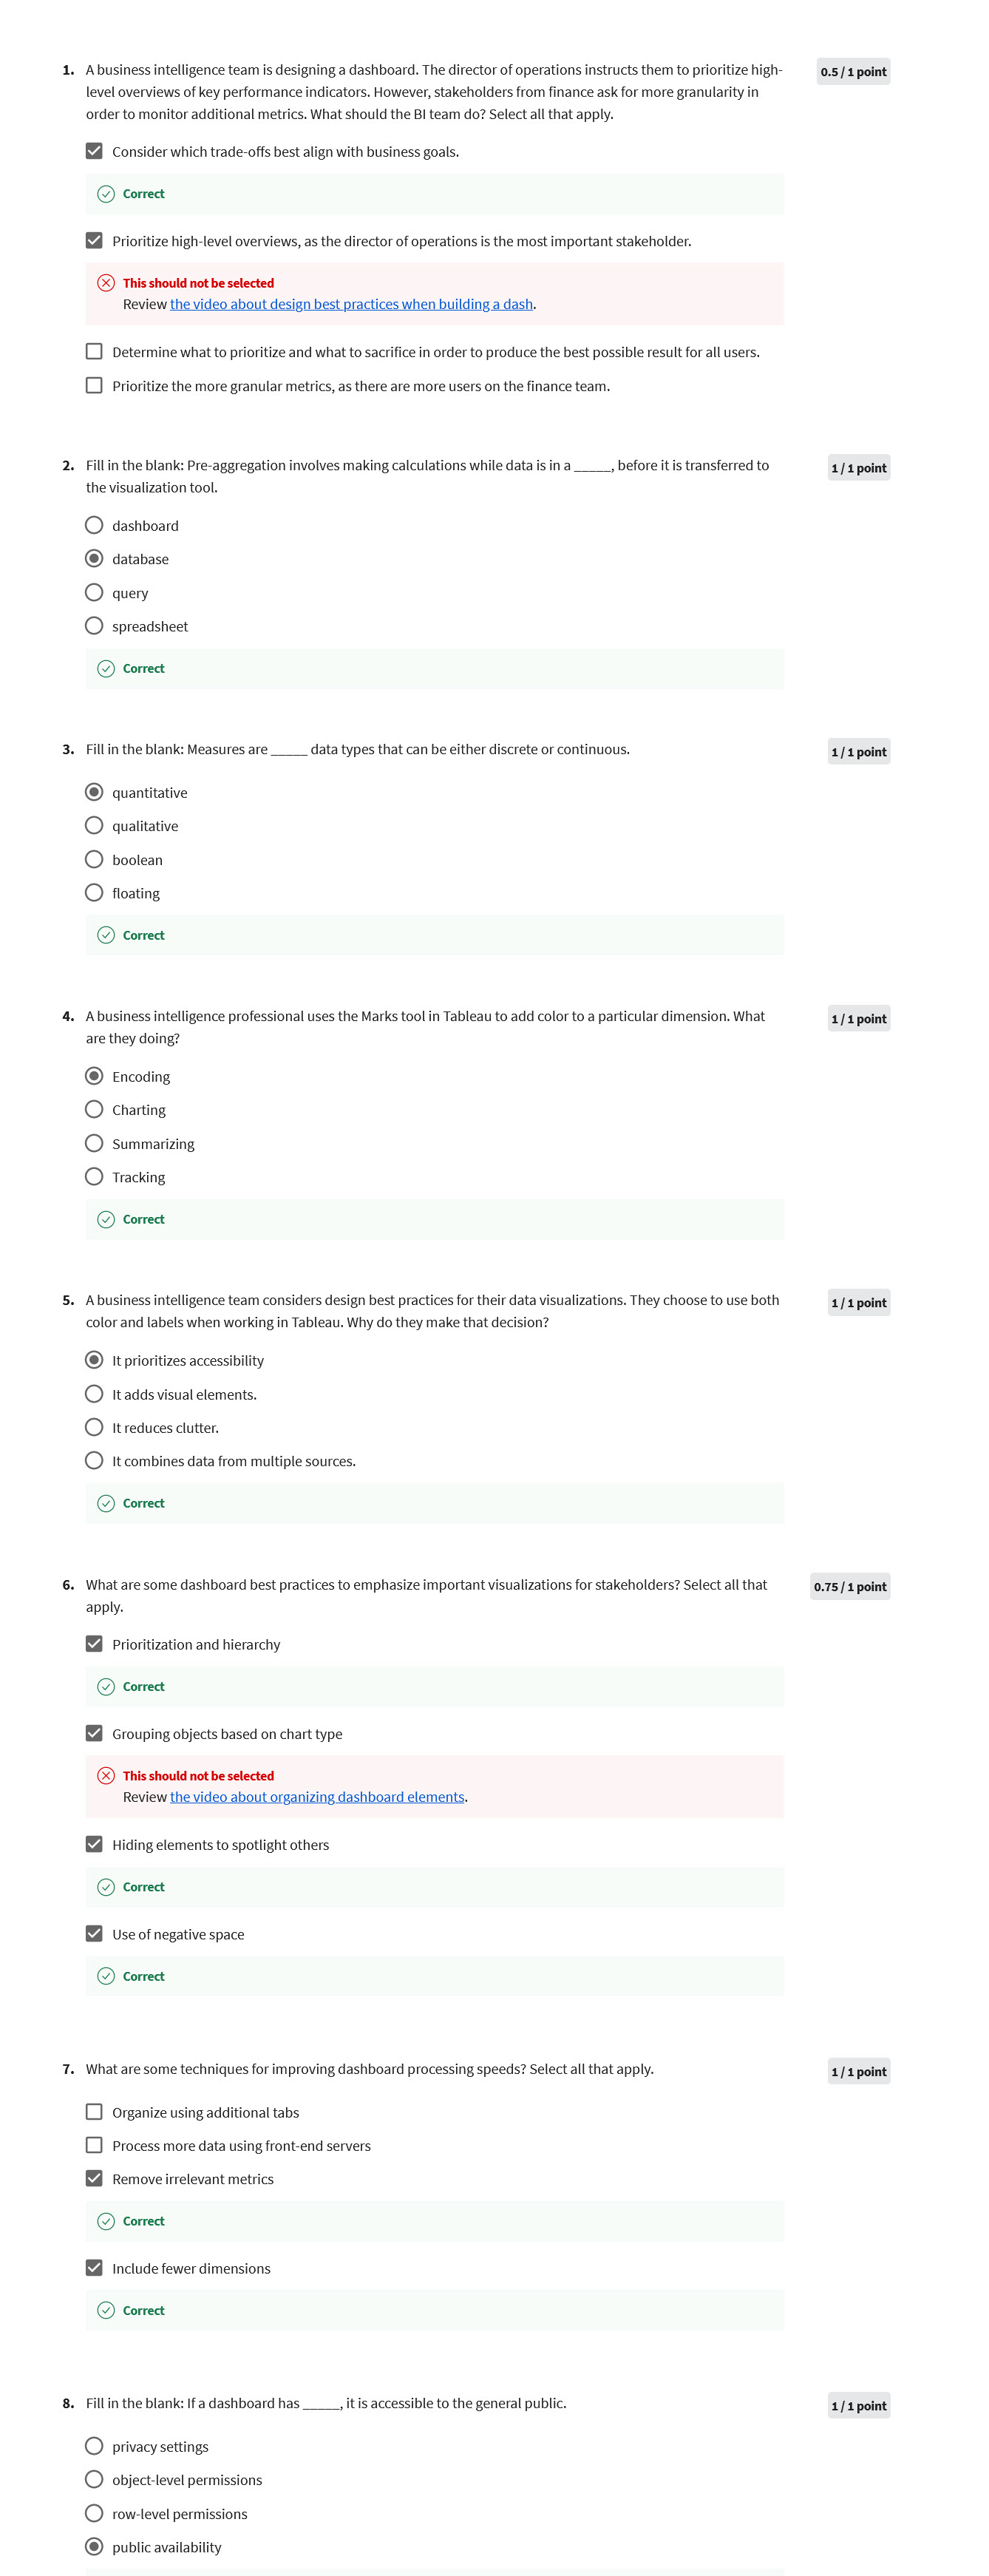 1. A business intelligence team is designing a dashboard. The director of operations instructs them to prioritize high-
0.5 / 1 point
level overviews of key performance indicators. However, stakeholders from finance ask for more granularity in
order to monitor additional metrics. What should the BI team do? Select all that apply.
Consider which trade-offs best align with business goals.
Correct
Prioritize high-level overviews, as the director of operations is the most important stakeholder.
This should not be selected
Review the video about design best practices when building a dash.
Determine what to prioritize and what to sacrifice in order to produce the best possible result for all users.
Prioritize the more granular metrics, as there are more users on the finance team.
2. Fill in the blank: Pre-aggregation involves making calculations while data is in a _____, before it is transferred to
1 / 1 point
the visualization tool.
dashboard
database
query
spreadsheet
Correct
3. Fill in the blank: Measures are _____ data types that can be either discrete or continuous.
1 / 1 point
quantitative
qualitative
boolean
floating
Correct
4. A business intelligence professional uses the Marks tool in Tableau to add color to a particular dimension. What
1 / 1 point
are they doing?
Encoding
Charting
Summarizing
Tracking
Correct
5. A business intelligence team considers design best practices for their data visualizations. They choose to use both
1 / 1 point
color and labels when working in Tableau. Why do they make that decision?
It prioritizes accessibility
It adds visual elements.
It reduces clutter.
It combines data from multiple sources.
Correct
6. What are some dashboard best practices to emphasize important visualizations for stakeholders? Select all that
0.75 / 1 point
apply.
Prioritization and hierarchy
Correct
Grouping objects based on chart type
This should not be selected
Review the video about organizing dashboard elements.
Hiding elements to spotlight others
Correct
Use of negative space
Correct
7. What are some techniques for improving dashboard processing speeds? Select all that apply.
1 / 1 point
Organize using additional tabs
Process more data using front-end servers
Remove irrelevant metrics
Correct
Include fewer dimensions
Correct
8. Fill in the blank: If a dashboard has _____, it is accessible to the general public.
1 / 1 point
privacy settings
object-level permissions
row-level permissions
public availability